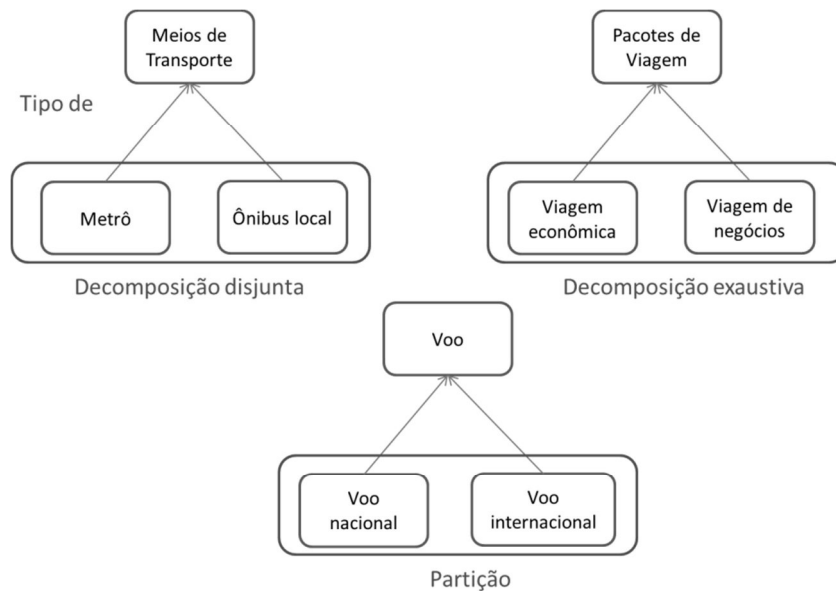 Meios de
Transporte
Pacotes de
Viagem
Tipo de
Metrô
Ônibus local
Viagem
econômica
Viagem de
negócios
Decomposição disjunta
Decomposição exaustiva
Voo
Voo
nacional
Voo
internacional
Partição